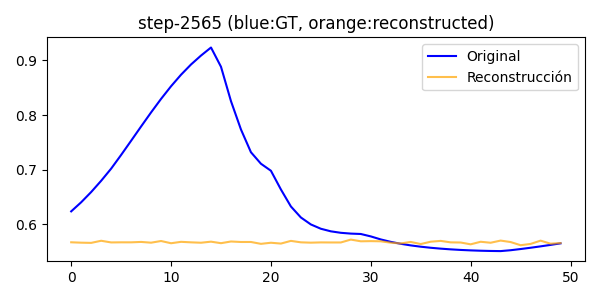 step-2565 (blue:GT, orange:reconstructed)
Original
Reconstrucción
0.9
0.8
0.7
0.6
0 10 20 30 40 50